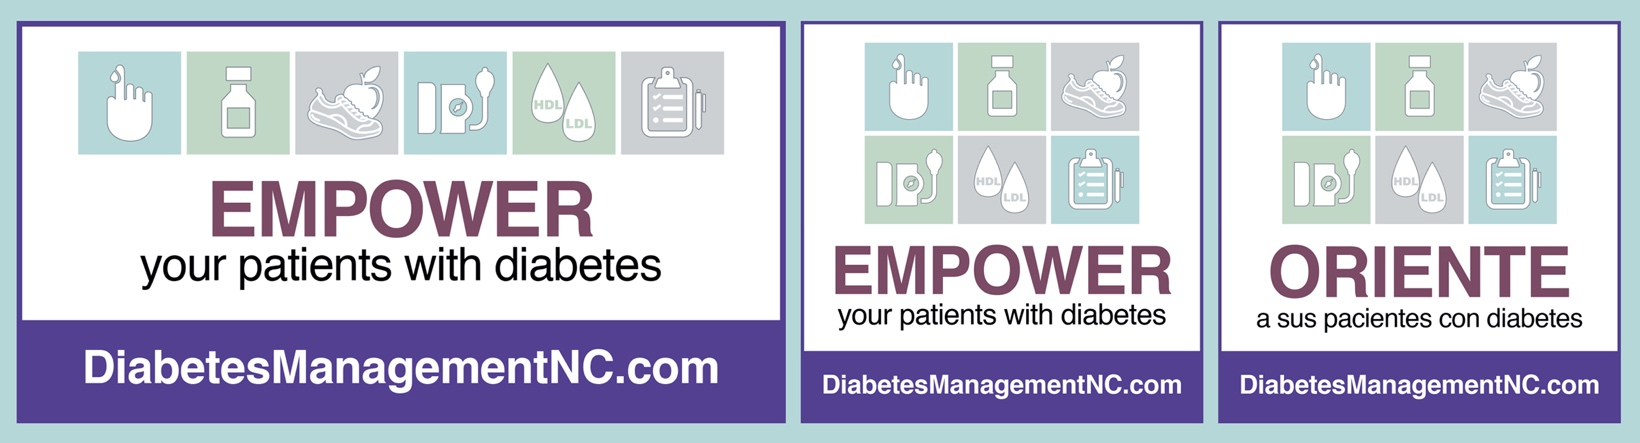 HDL
LDL
EMPOWER
your patients with diabetes
DiabetesManagementNC.com
HDL
LDL
EMPOWER
your patients with diabetes
DiabetesManagementNC.com
HDL
LDL
ORIENTE
a sus pacientes con diabetes
DiabetesManagementNC.com